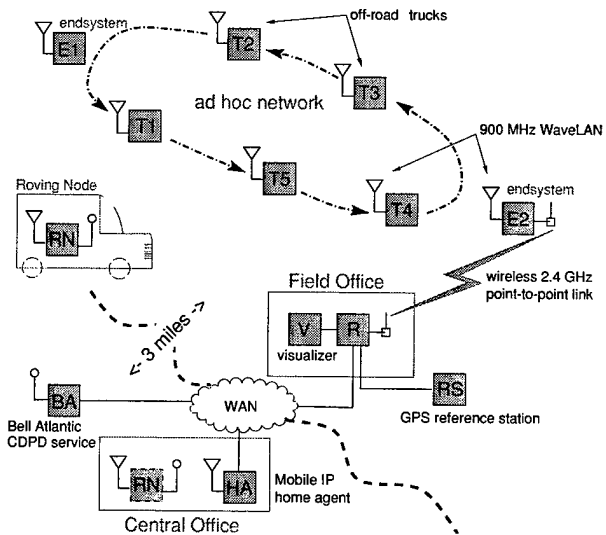 endsystem
E1
T2
off-road trucks
T3
ad hoc network
T1
900 MHz WaveLAN
T5
T4
endsystem
E2
Roving Node
RN
wireless 2.4 GHz
point-to-point link
Field Office
V
R
visualizer
<- 3 miles ->
RS
GPS reference station
BA
Bell Atlantic
CDPD service
WAN
RN
HA
Mobile IP
home agent
Central Office